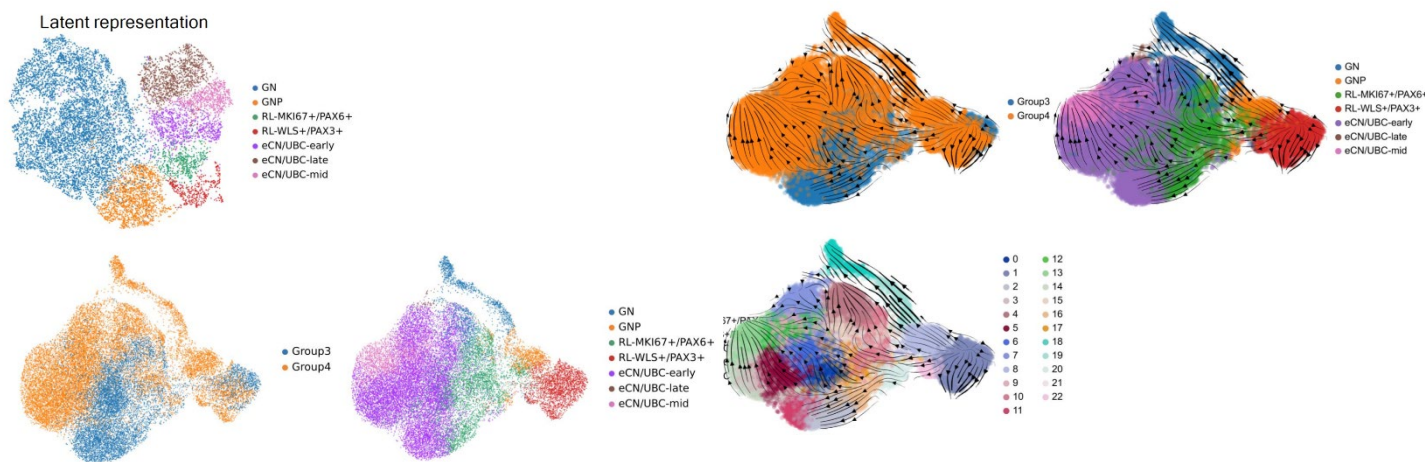 Latent representation
GN
GNP
RL-MKI67+/PAX6+
RL-WLS+/PAX3+
eCN/UBC-early
eCN/UBC-late
eCN/UBC-mid
Group3
Group4
GN
GNP
RL-MKI67+/PAX6+
RL-WLS+/PAX3+
eCN/UBC-early
eCN/UBC-late
eCN/UBC-mid
Group3
Group4
GN
GNP
RL-MKI67+/PAX6+
RL-WLS+/PAX3+
eCN/UBC-early
eCN/UBC-late
eCN/UBC-mid
0 12
1 13
2 14
3 15
4 16
5 17
6 18
7 19
8 20
9 21
10 22
11